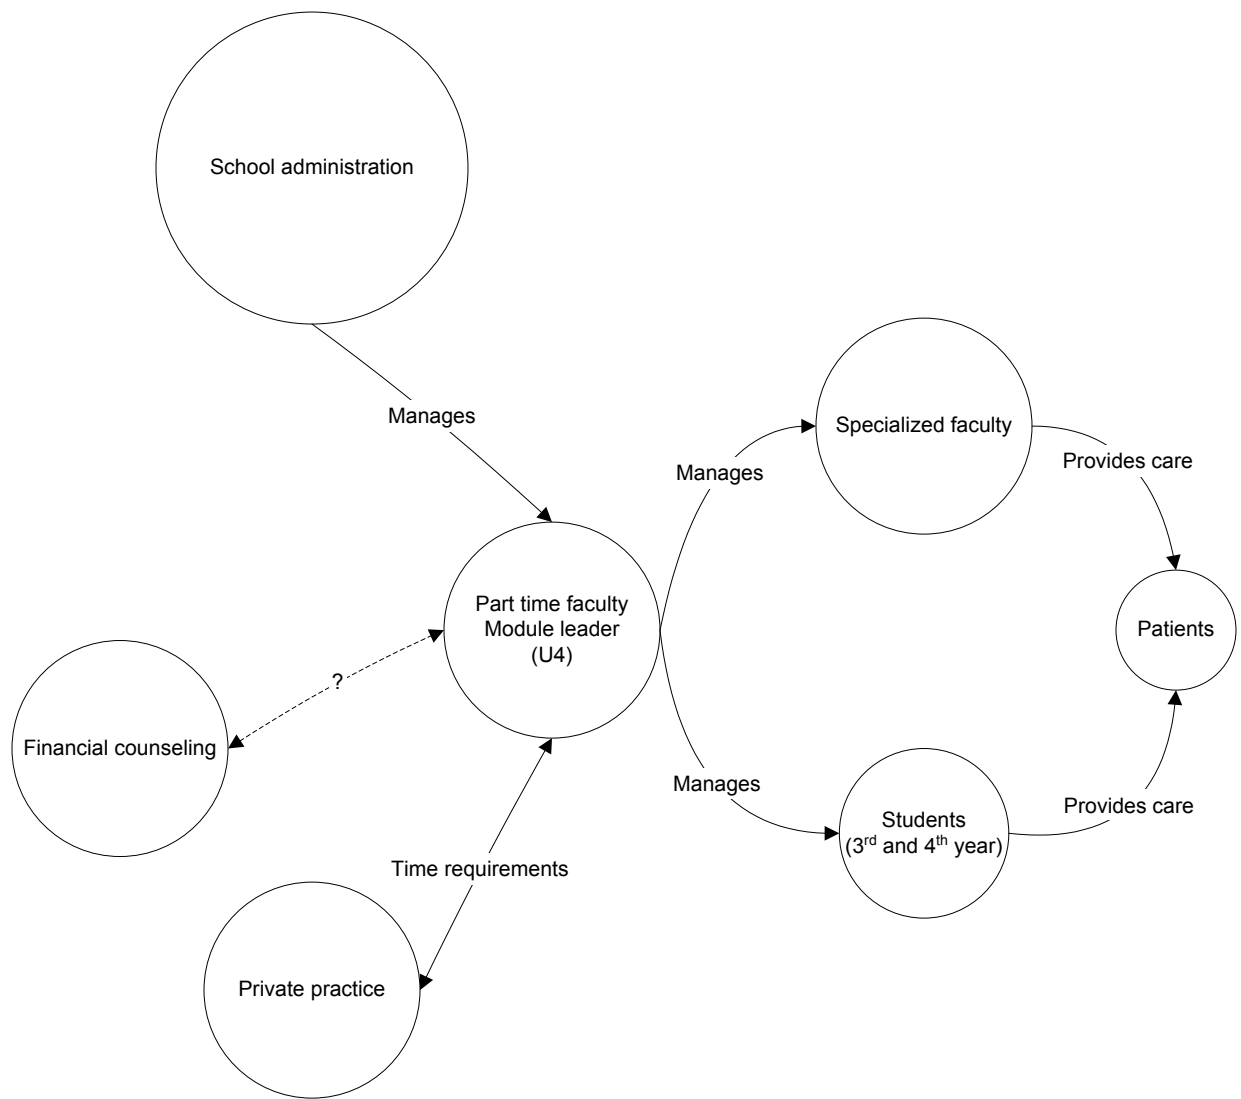 School administration
Manages
Specialized faculty
Manages
Provides care
Part time faculty
Module leader
(U4)
Patients
?
Financial counseling
Manages
Students
(3rd and 4th year)
Provides care
Time requirements
Private practice